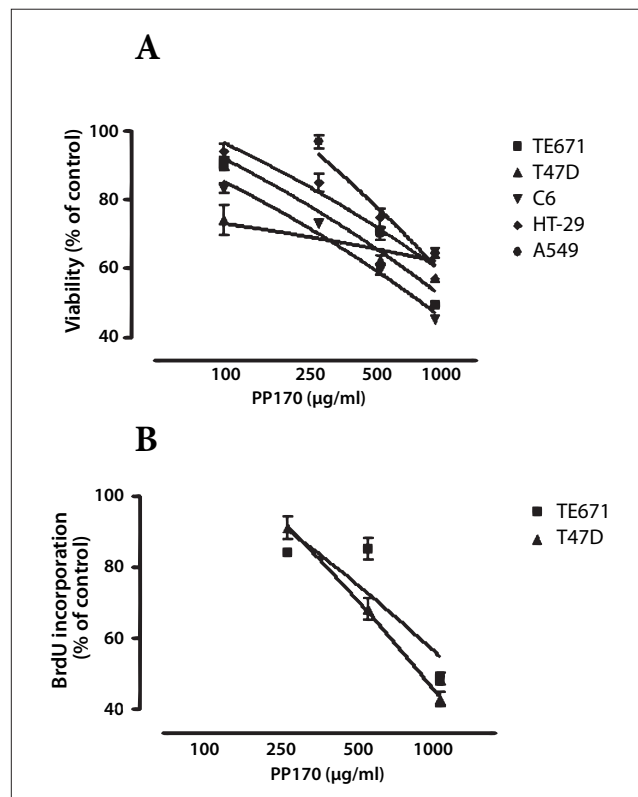 A
Viability (% of control)
100
80
60
40
100 250 500 1000
PP170 (µg/ml)
TE671
T47D
C6
HT-29
A549
B
BrdU incorporation
(% of control)
100
80
60
40
100 250 500 1000
PP170 (µg/ml)
TE671
T47D